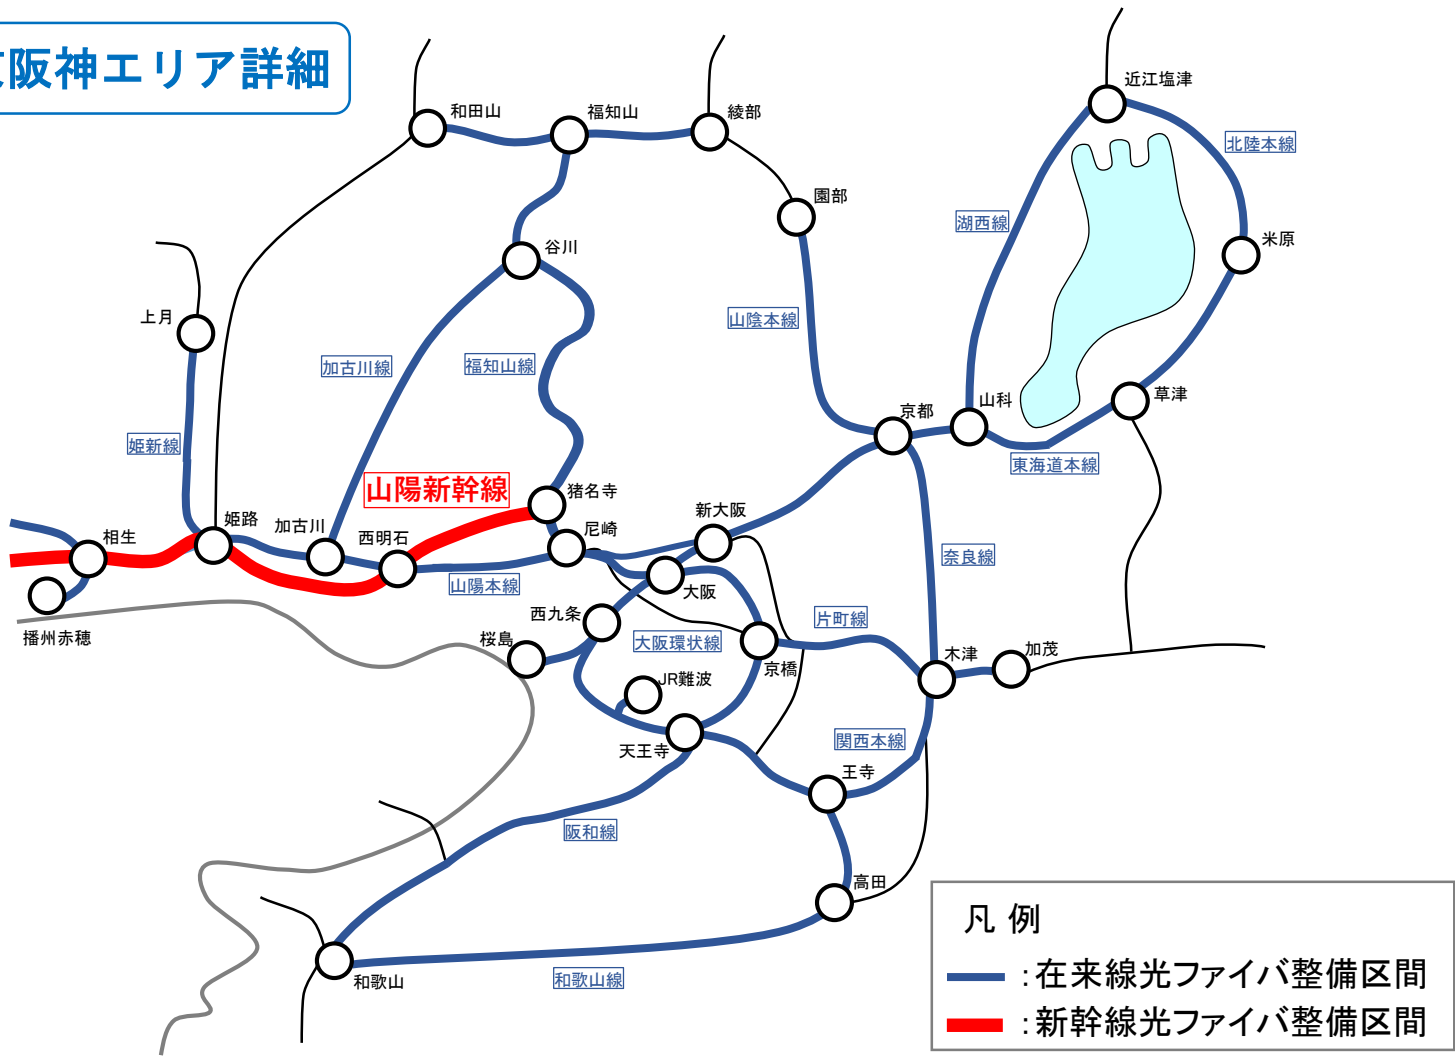 阪神エリア詳細
近江塩津
和田山
福知山
綾部
北陸本線
園部
湖西線
米原
谷川
上月
山陰本線
加古川線
福知山線
草津
山科
京都
姫新線
東海道本線
山陽新幹線
猪名寺
新大阪
姫路
加古川
尼崎
相生
西明石
奈良線
山陽本線
大阪
西九条
片町線
播州赤穂
桜島
大阪環状線
木津
加茂
京橋
JR難波
天王寺
関西本線
王寺
阪和線
高田
凡 例
和歌山
和歌山線
:在来線光ファイバ整備区間
:新幹線光ファイバ整備区間